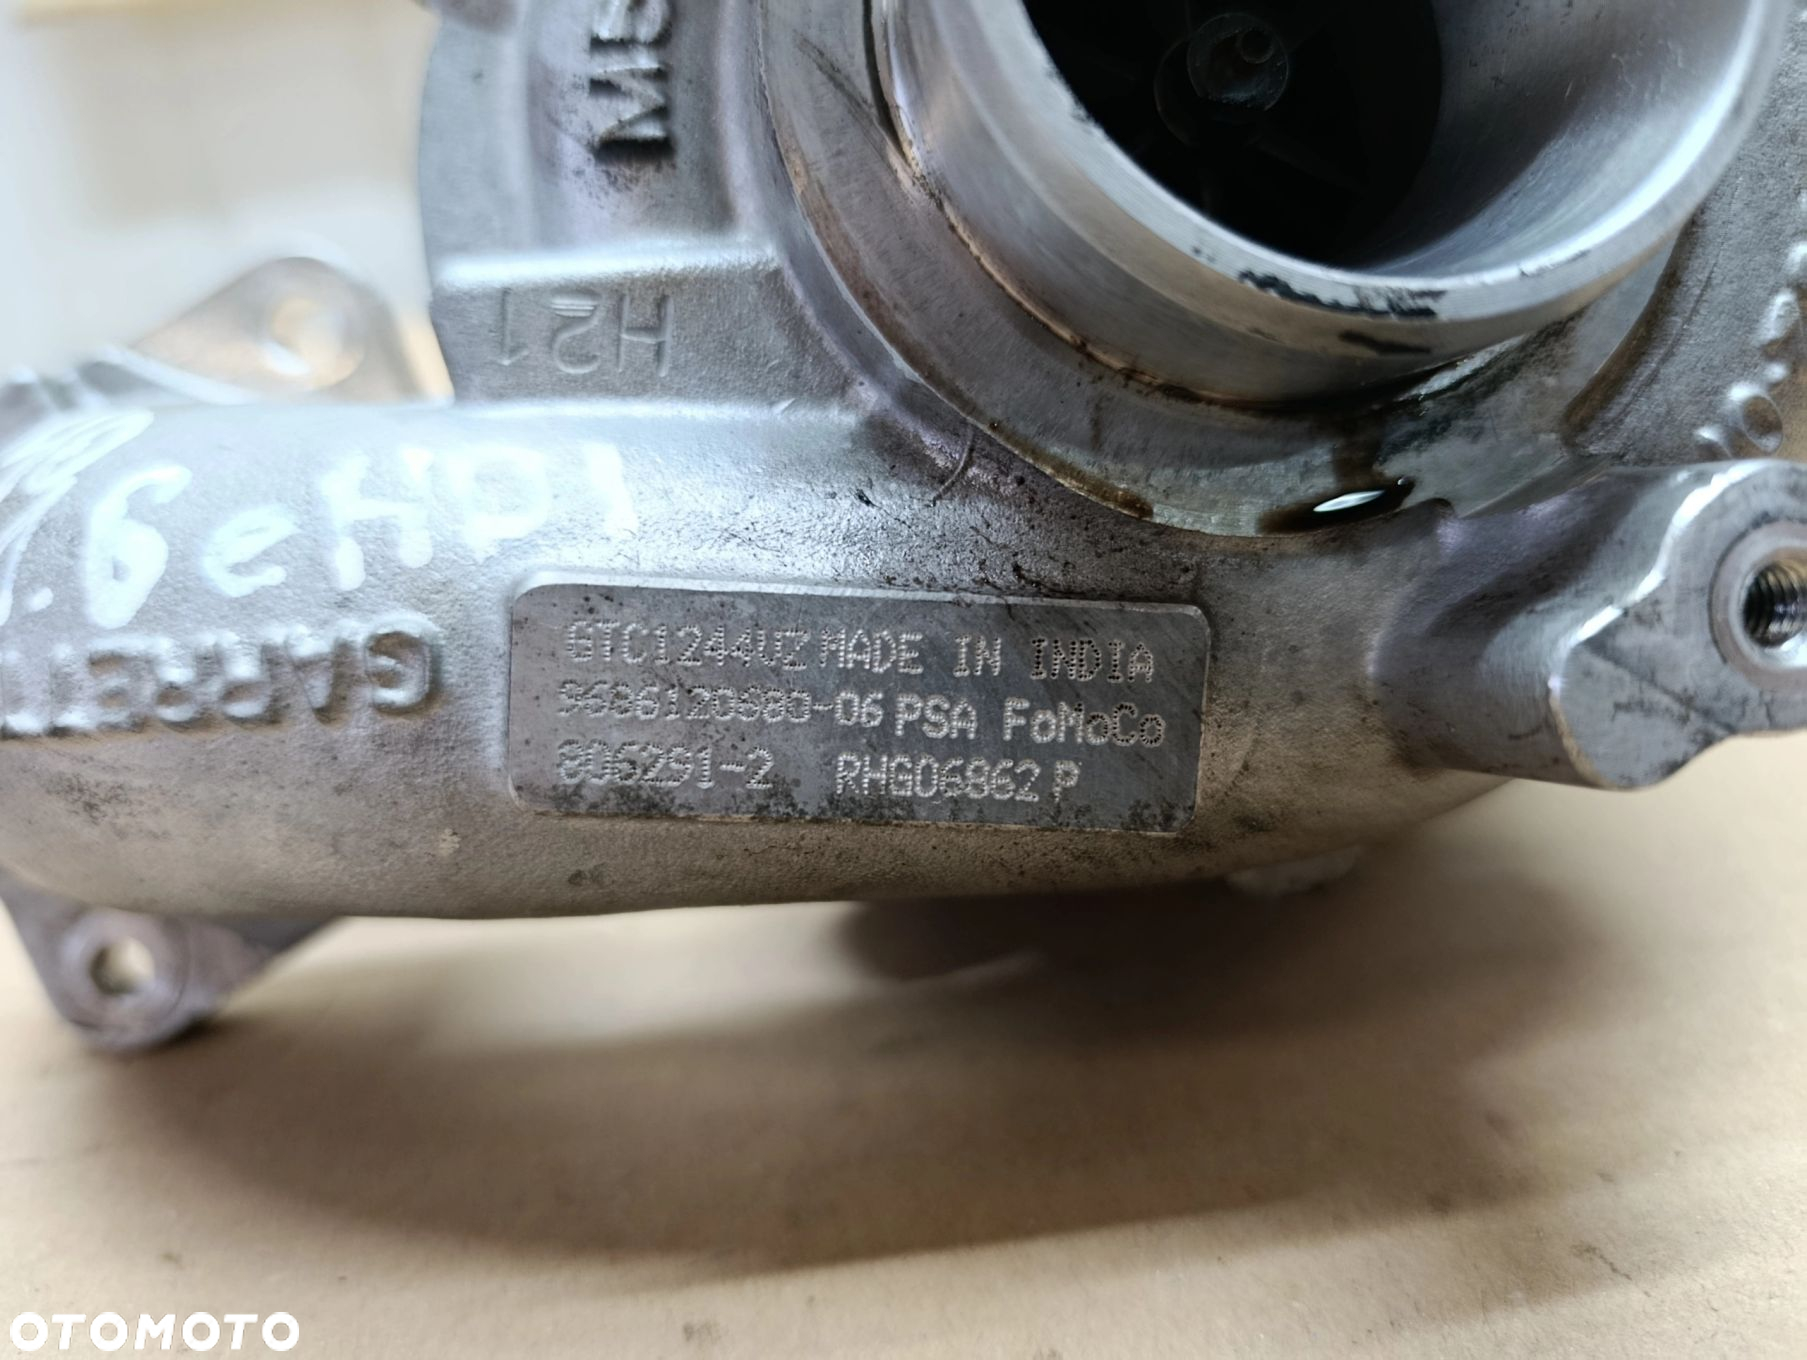 H21
.6 eHDI
GARRETT
GTC1244VZ MADE IN INDIA
9686120680-06 PSA FoMoCo
806291-2 RHG06862 P
OTOMOTO